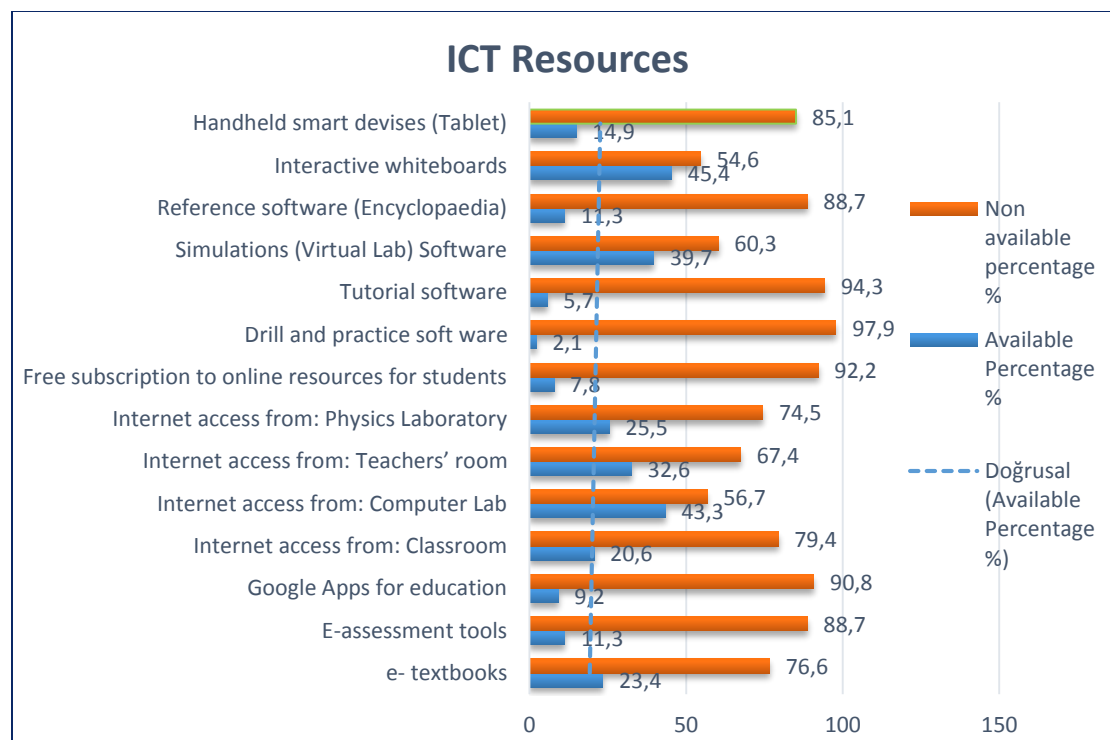 ICT Resources
Handheld smart devises (Tablet)
85,1
14,9
Interactive whiteboards
54,6
45,4
Reference software (Encyclopaedia)
88,7
11,3
Simulations (Virtual Lab) Software
60,3
39,7
Tutorial software
94,3
5,7
Drill and practice soft ware
97,9
2,1
Free subscription to online resources for students
92,2
7,8
Internet access from: Physics Laboratory
74,5
25,5
Internet access from: Teachers’ room
67,4
32,6
Internet access from: Computer Lab
56,7
43,3
Internet access from: Classroom
79,4
20,6
Google Apps for education
90,8
9,2
E-assessment tools
88,7
11,3
e- textbooks
76,6
23,4
0
50
100
150
Non
available
percentage
%
Available
Percentage
%
Doğrusal
(Available
Percentage
%)